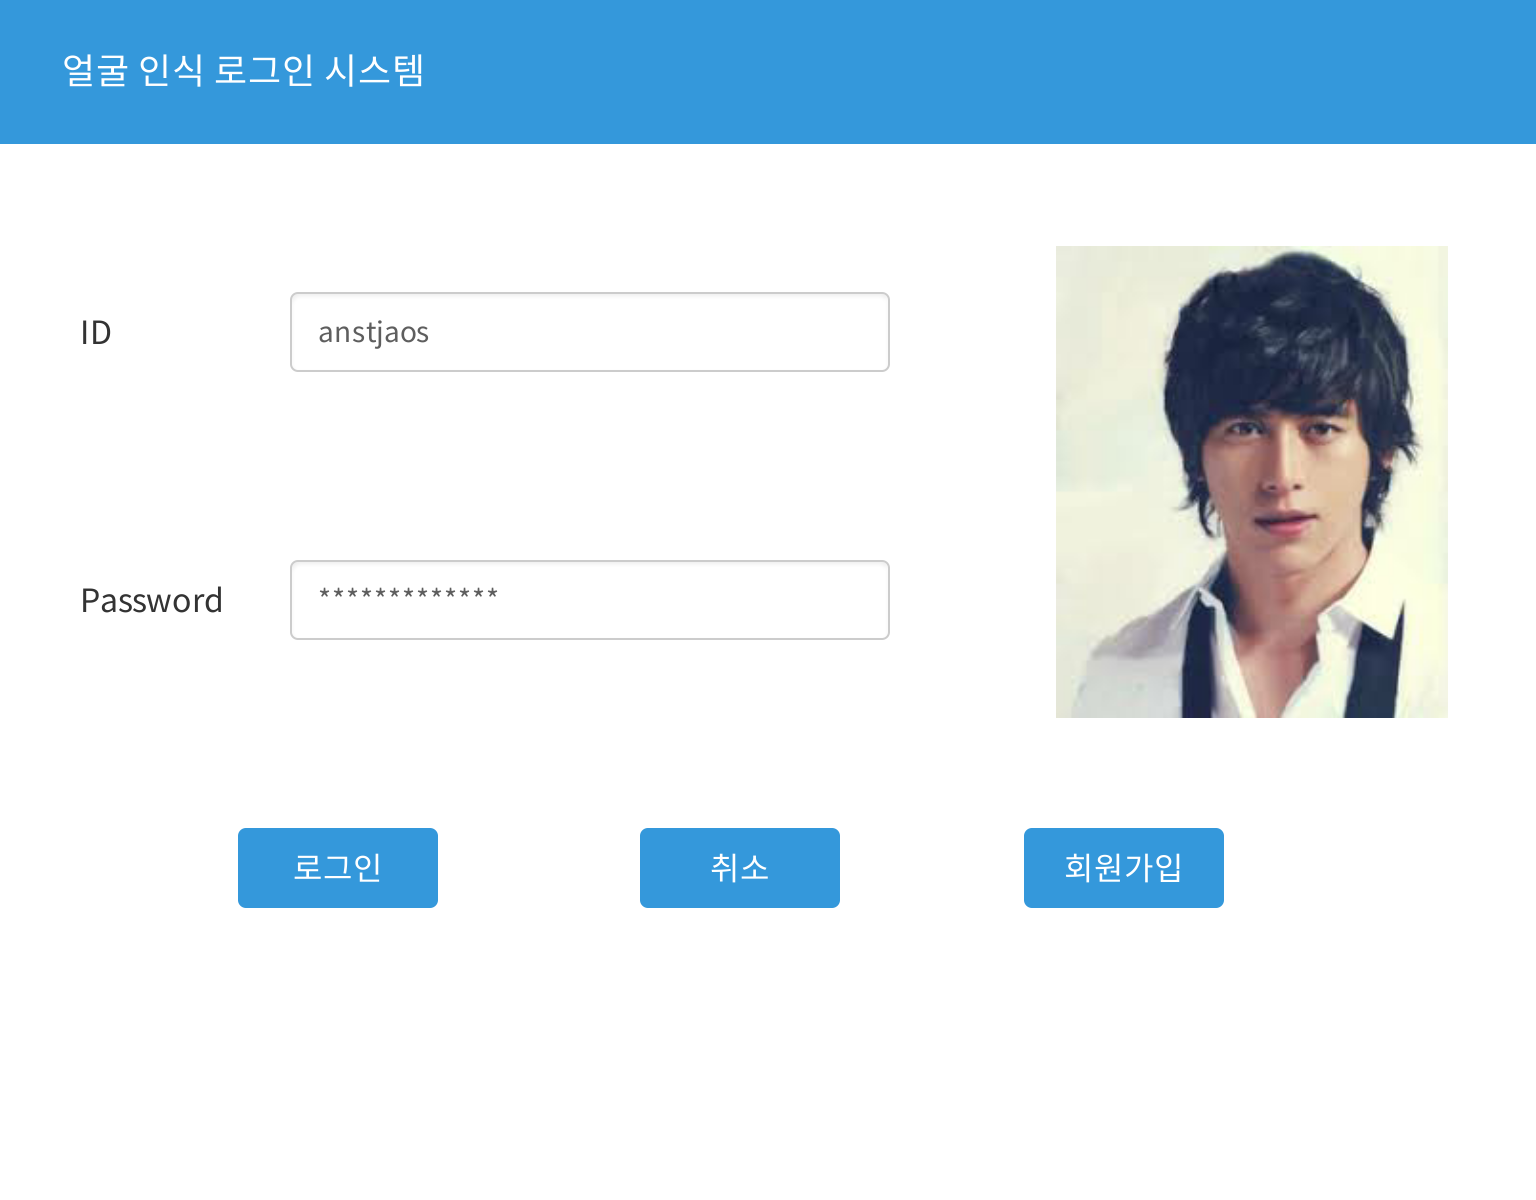 얼굴 인식 로그인 시스템
ID
anstjaos
Password
*************
로그인
취소
회원가입